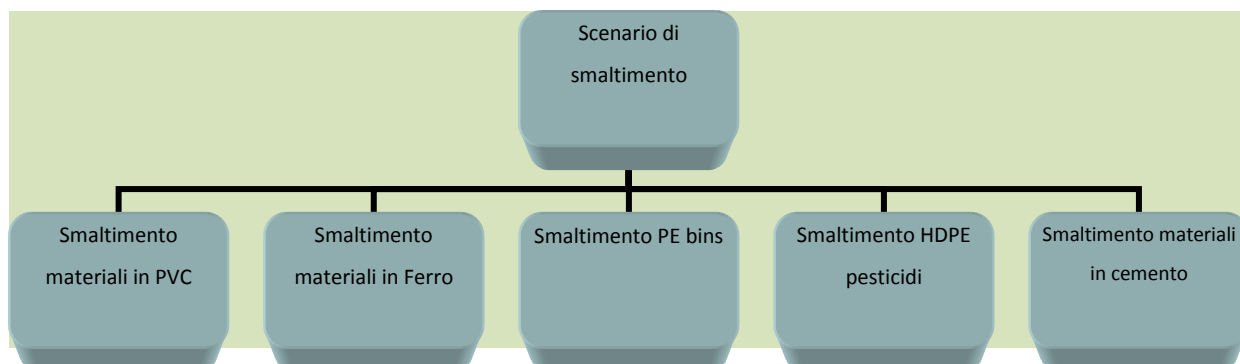 Scenario di
smaltimento
Smaltimento
materiali in PVC
Smaltimento
materiali in Ferro
Smaltimento PE bins
Smaltimento HDPE
pesticidi
Smaltimento materiali
in cemento